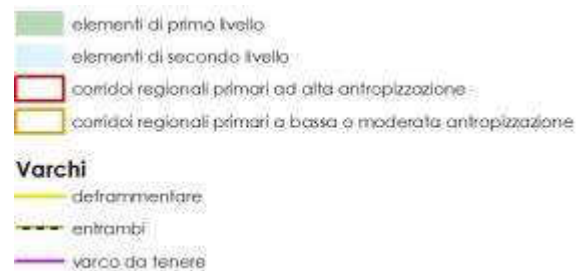 elementi di primo livello
elementi di secondo livello
corridoi regionali primari ad alta antropizzazione
corridoi regionali primari a bassa o moderata antropizzazione
Varchi
deframmentare
entrambi
varco da tenere